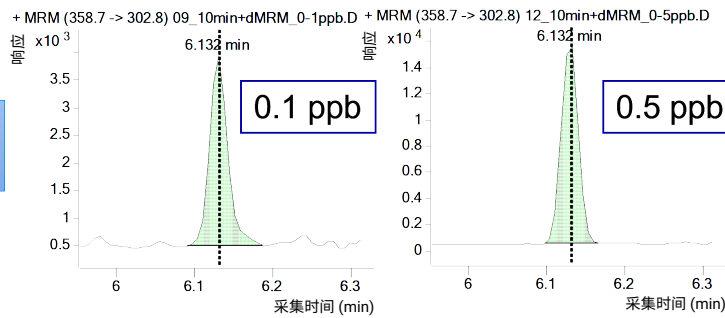 + MRM (358.7 -> 302.8) 09_10min+dMRM_0-1ppb.D
响应
x10 3
6.132 min
0.1 ppb
3.5
3
2.5
2
1.5
1
0.5
6
6.1
6.2
6.3
采集时间 (min)
+ MRM (358.7 -> 302.8) 12_10min+dMRM_0-5ppb.D
响应
x10 4
6.132 min
0.5 ppb
1.4
1.2
1
0.8
0.6
0.4
0.2
0
6
6.1
6.2
6.3
采集时间 (min)